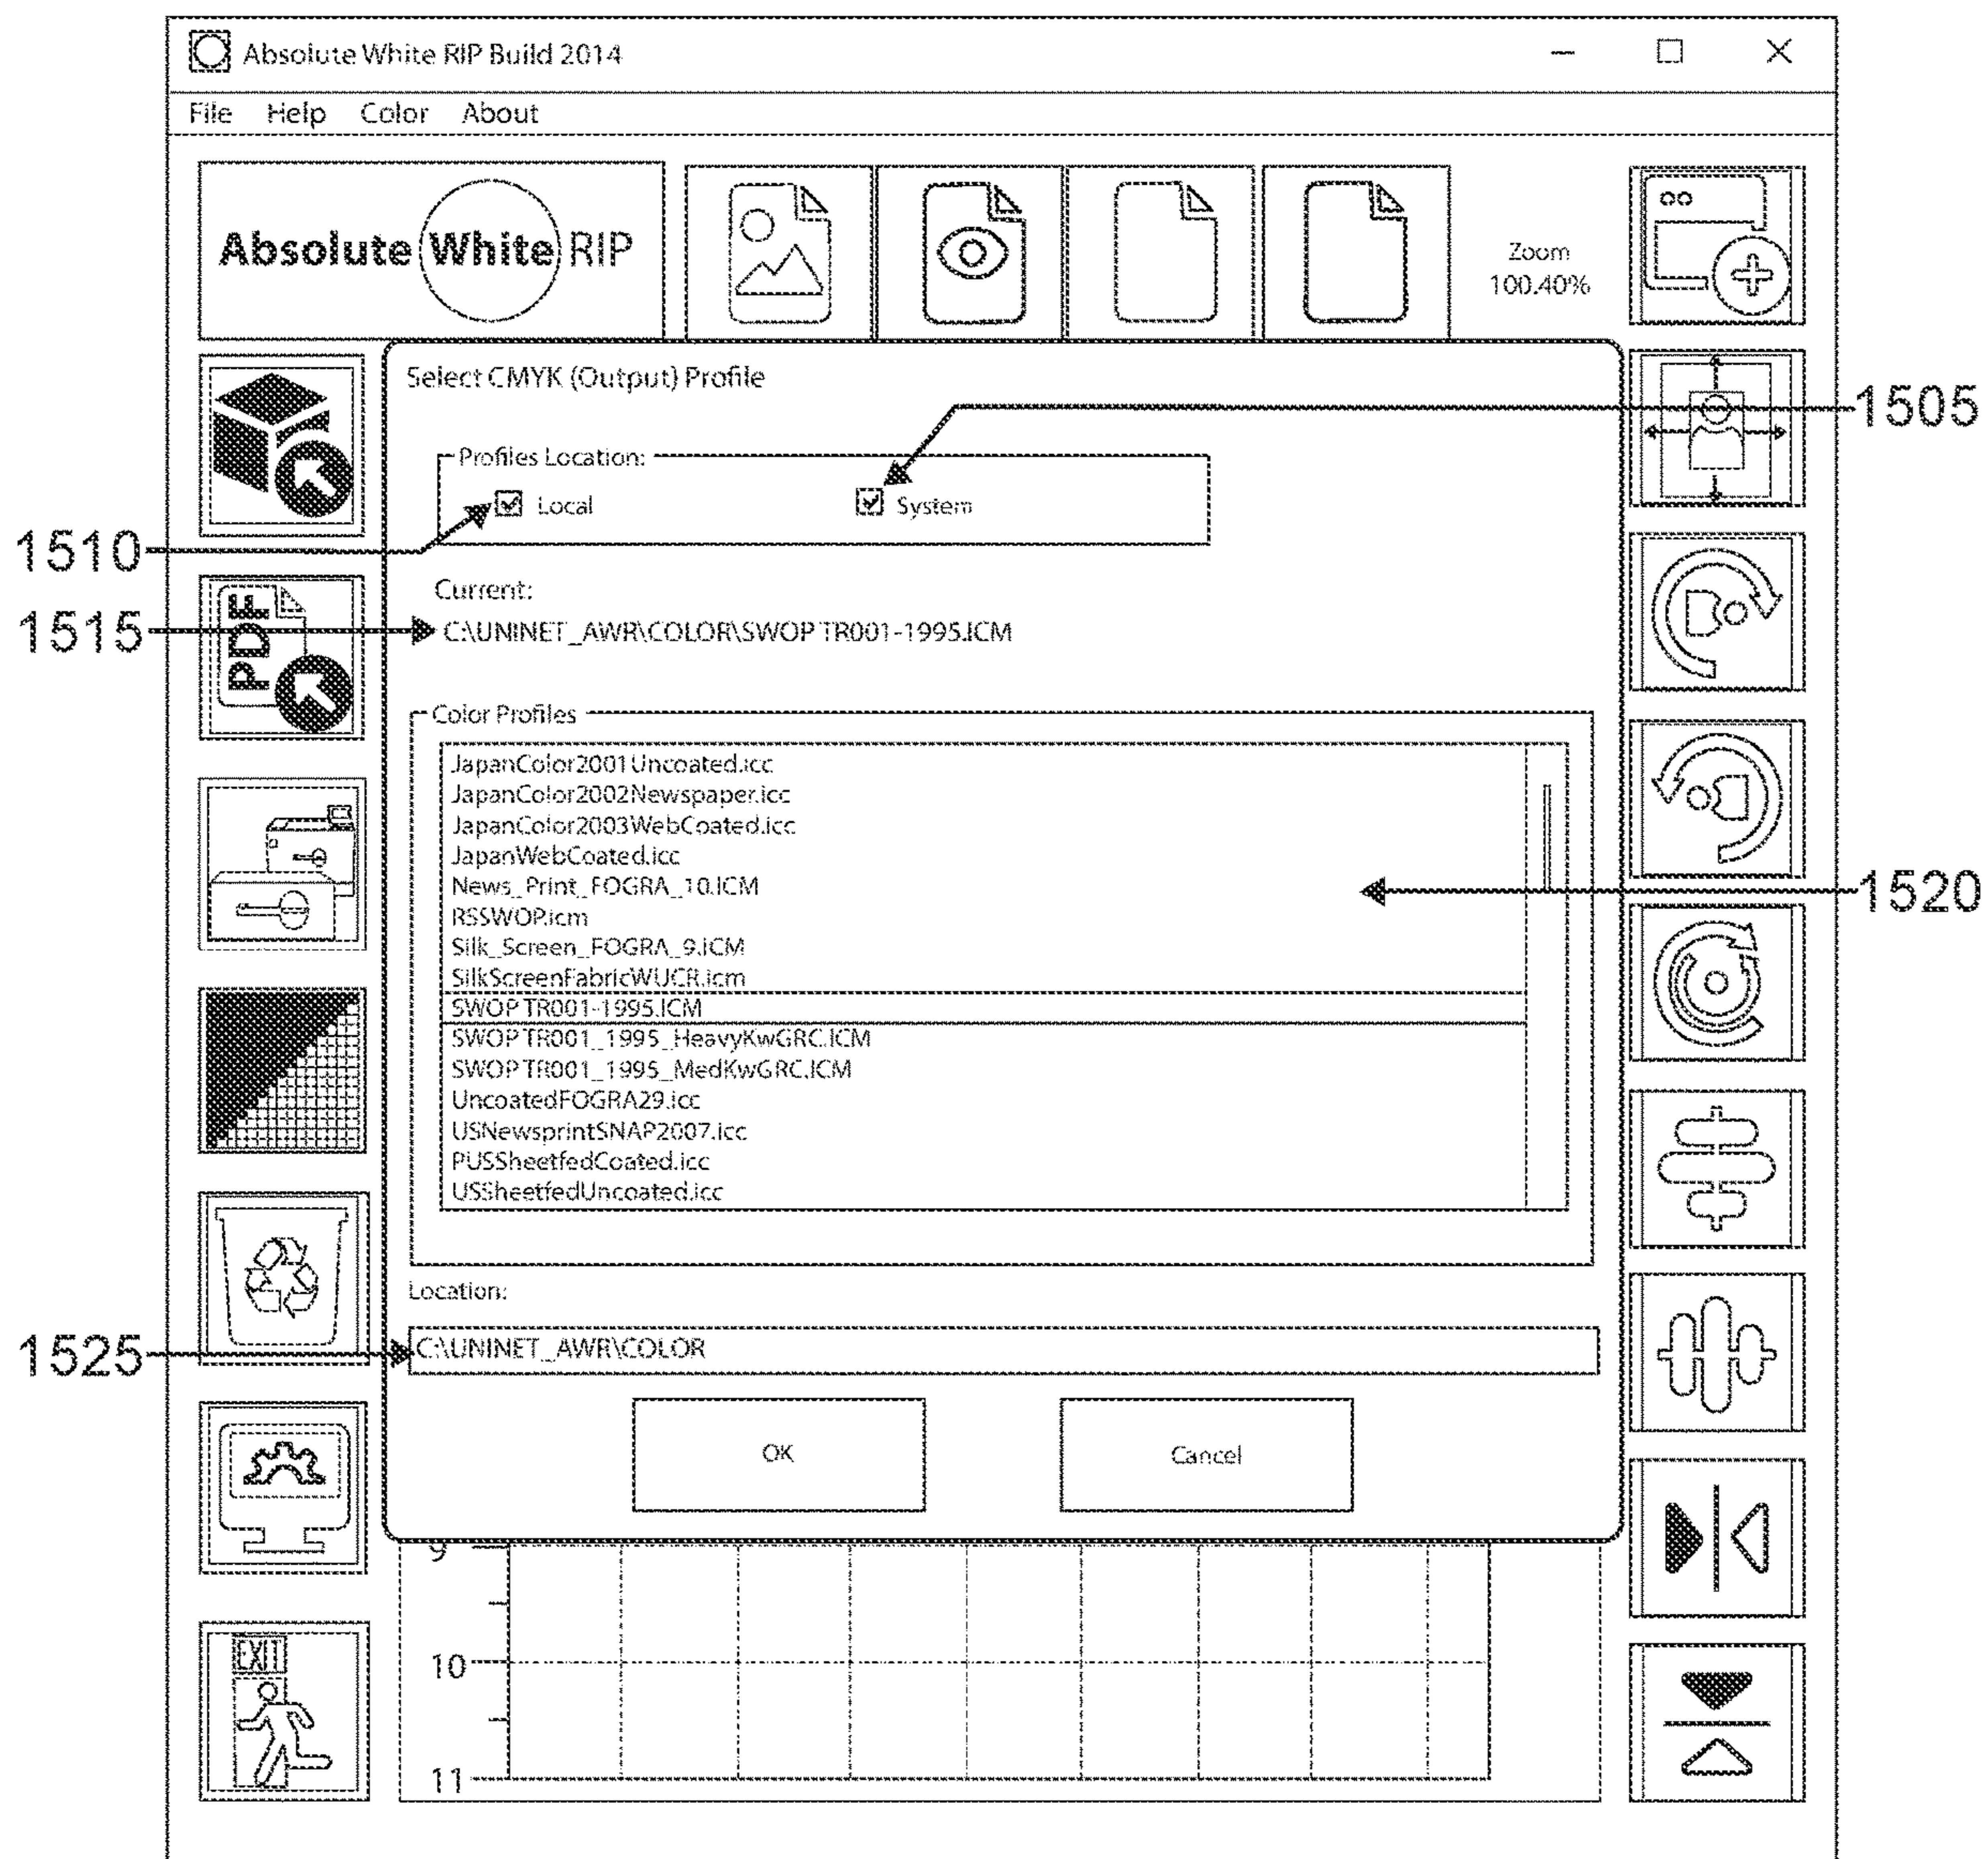 Absolute White RIP Build 2014
File Help Color About
Absolute White RIP
Zoom
100.40%
Select CMYK (Output) Profile
1505
Profiles Location:
Local System
1510
Current:
1515
C:\UNINET_AWR\COLOR\SWOP TR001-1995.ICM
PDF
Color Profiles
JapanColor2001Uncoated.icc
JapanColor2002Newspaper.icc
JapanColor2003WebCoated.icc
JapanWebCoated.icc
News_Print_FOGRA_10.ICM
1520
RSSWOP.icm
Silk_Screen_FOGRA_9.ICM
SilkScreenFabricWUCR.icm
SWOP TR001-1995.ICM
SWOP TR001_1995_HeavyKwGRC.ICM
SWOP TR001_1995_MedKwGRC.ICM
UncoatedFOGRA29.icc
USNewsprintSNAP2007.icc
PUSSheetfedCoated.icc
USSheetfedUncoated.icc
Location:
1525
C:\UNINET_AWR\COLOR
OK Cancel
9
EXIT
10
11